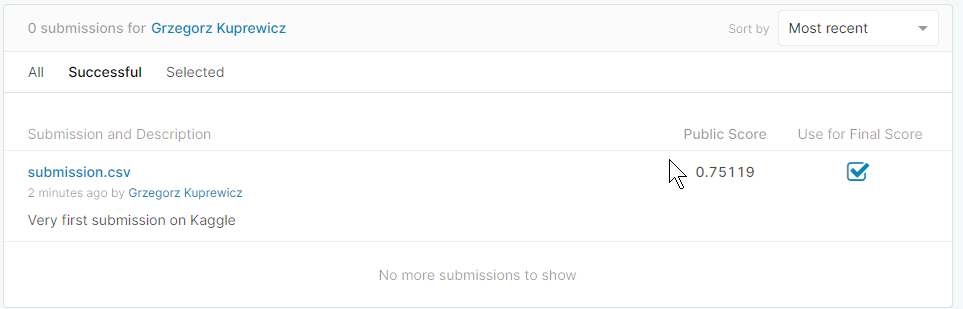 0 submissions for Grzegorz Kuprewicz Sort by Most recent
All Successful Selected
Submission and Description Public Score Use for Final Score
submission.csv 0.75119
2 minutes ago by Grzegorz Kuprewicz
Very first submission on Kaggle
No more submissions to show